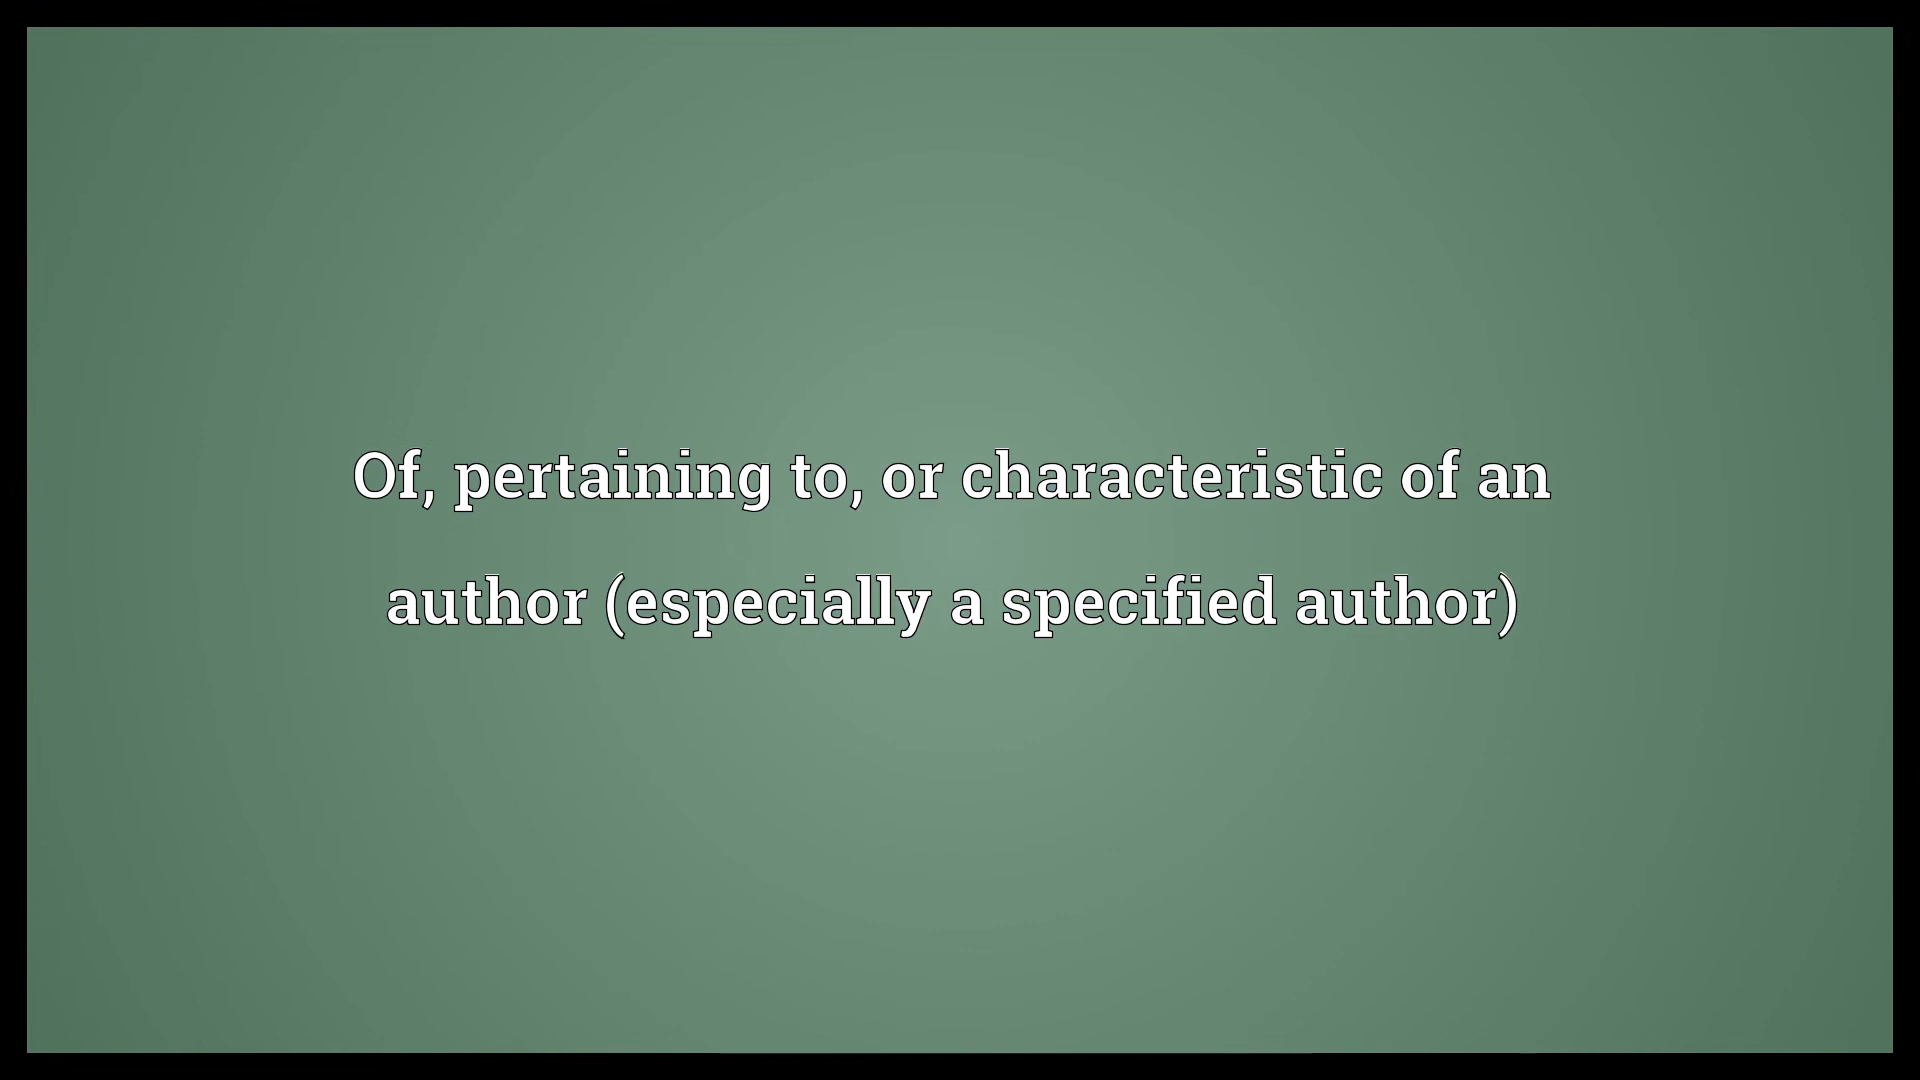 Of, pertaining to, or characteristic of an
author (especially a specified author)